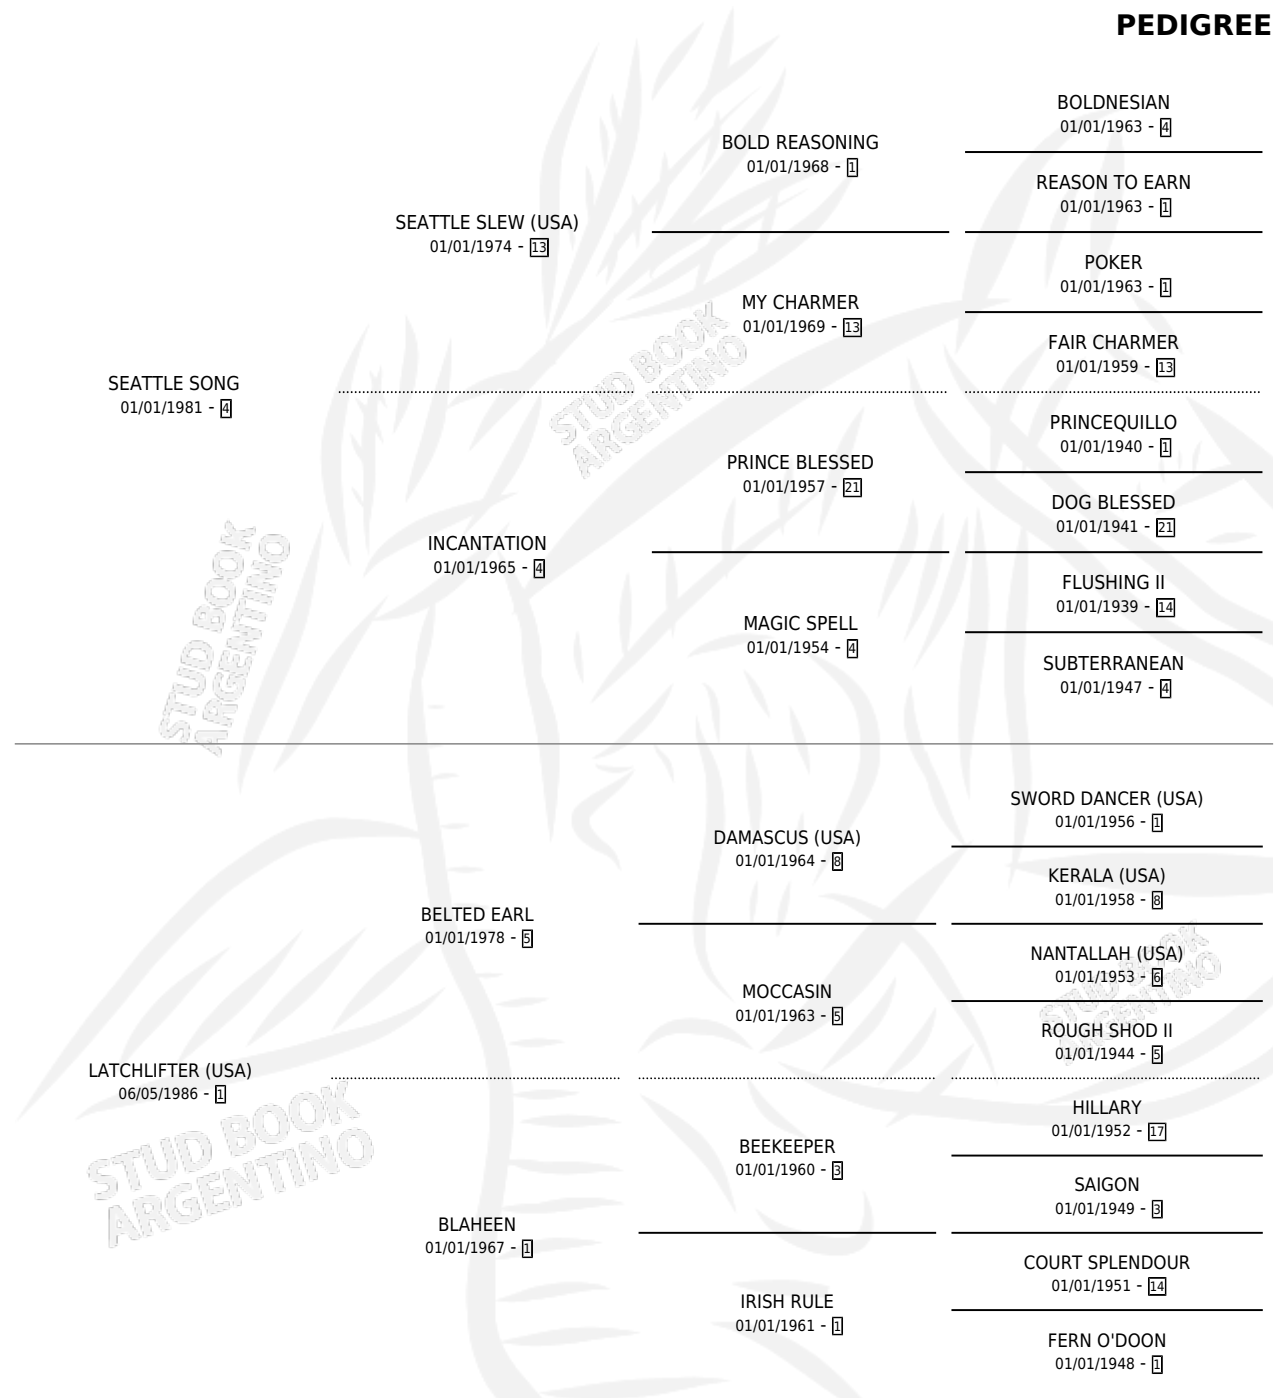 PEDIGREE
BOLDNESIAN
01/01/1963 - 4
BOLD REASONING
01/01/1968 - 1
REASON TO EARN
01/01/1963 - 1
SEATTLE SLEW (USA)
01/01/1974 - 13
POKER
01/01/1963 - 1
MY CHARMER
01/01/1969 - 13
FAIR CHARMER
01/01/1959 - 13
SEATTLE SONG
01/01/1981 - 4
PRINCEQUILLO
01/01/1940 - 1
PRINCE BLESSED
01/01/1957 - 21
DOG BLESSED
01/01/1941 - 21
INCANTATION
01/01/1965 - 4
FLUSHING II
01/01/1939 - 14
MAGIC SPELL
01/01/1954 - 4
SUBTERRANEAN
01/01/1947 - 4
SWORD DANCER (USA)
01/01/1956 - 1
DAMASCUS (USA)
01/01/1964 - 8
KERALA (USA)
01/01/1958 - 8
BELTED EARL
01/01/1978 - 5
NANTALLAH (USA)
01/01/1953 - 6
MOCCASIN
01/01/1963 - 5
ROUGH SHOD II
01/01/1944 - 5
LATCHLIFTER (USA)
06/05/1986 - 1
HILLARY
01/01/1952 - 17
BEEKEEPER
01/01/1960 - 3
SAIGON
01/01/1949 - 3
BLAHEEN
01/01/1967 - 1
COURT SPLENDOUR
01/01/1951 - 14
IRISH RULE
01/01/1961 - 1
FERN O'DOON
01/01/1948 - 1
STUD BOOK
ARGENTINO
STUD BOOK
ARGENTINO
STUD BOOK
ARGENTINO
STUD BOOK
ARGENTINO